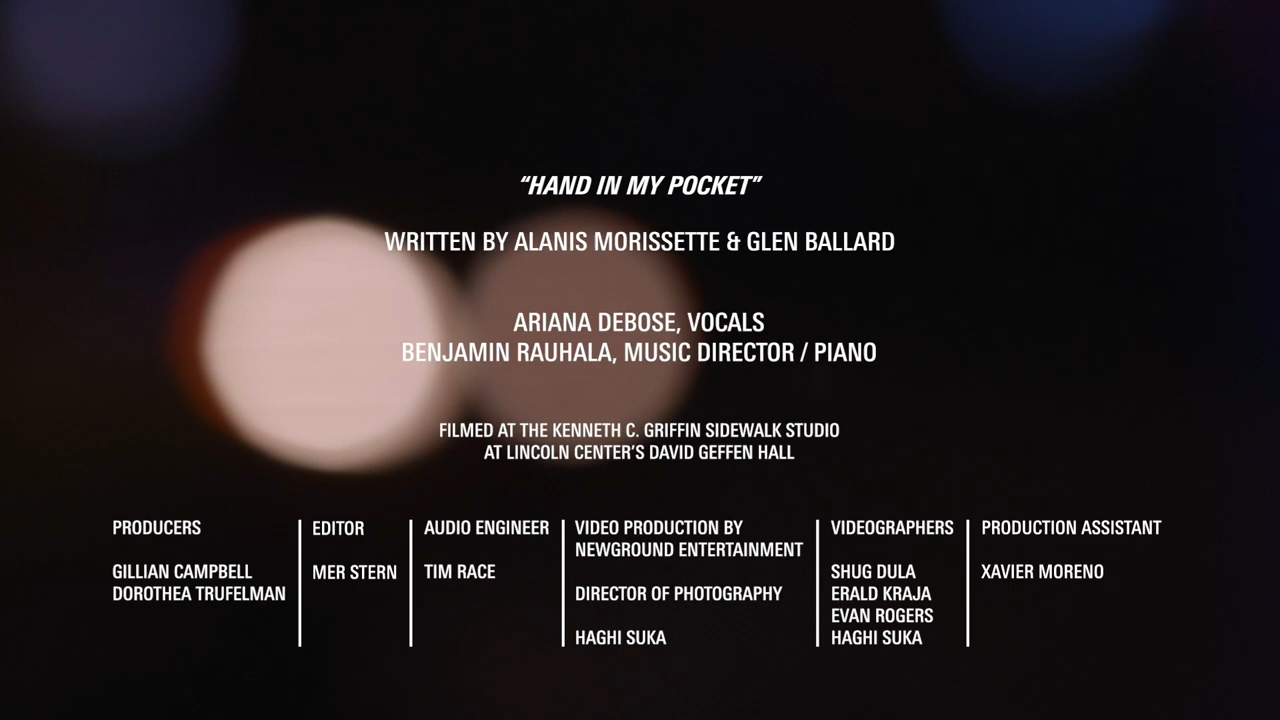 “HAND IN MY POCKET”
WRITTEN BY ALANIS MORISSETTE & GLEN BALLARD
ARIANA DEBOSE, VOCALS
BENJAMIN RAUHALA, MUSIC DIRECTOR / PIANO
FILMED AT THE KENNETH C. GRIFFIN SIDEWALK STUDIO
AT LINCOLN CENTER’S DAVID GEFFEN HALL
PRODUCERS
GILLIAN CAMPBELL
DOROTHEA TRUFELMAN
EDITOR
MER STERN
AUDIO ENGINEER
TIM RACE
VIDEO PRODUCTION BY
NEWGROUND ENTERTAINMENT
DIRECTOR OF PHOTOGRAPHY
HAGHI SUKA
VIDEOGRAPHERS
SHUG DULA
ERALD KRAJA
EVAN ROGERS
HAGHI SUKA
PRODUCTION ASSISTANT
XAVIER MORENO